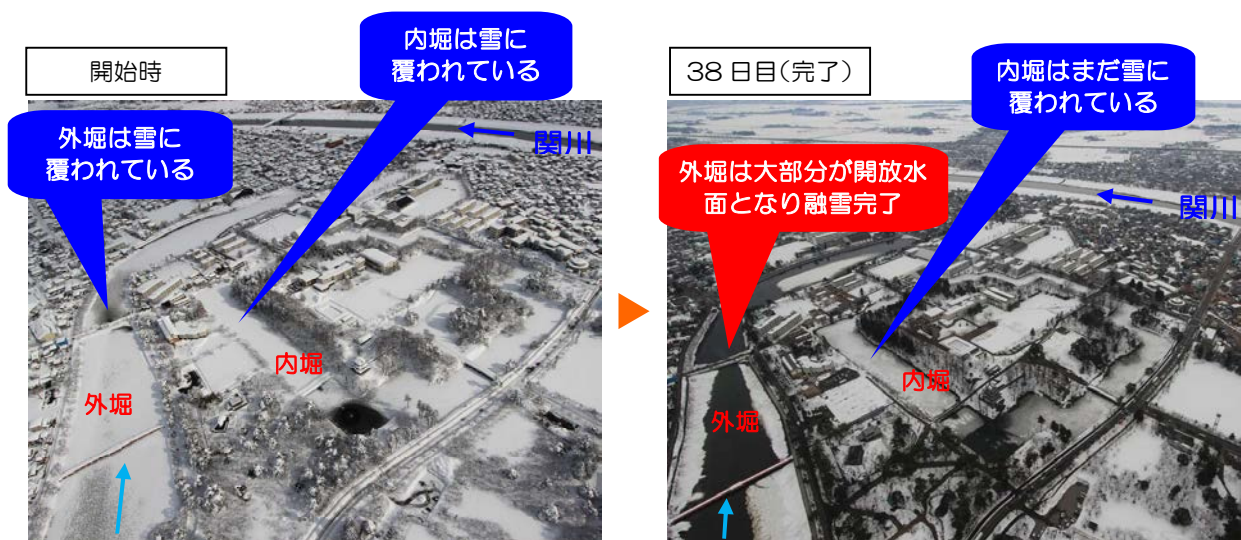 開始時
内堀は雪に
覆われている
外堀は雪に
覆われている
関川
内堀
外堀
38日目(完了)
内堀はまだ雪に
覆われている
外堀は大部分が開放水
面となり融雪完了
関川
内堀
外堀